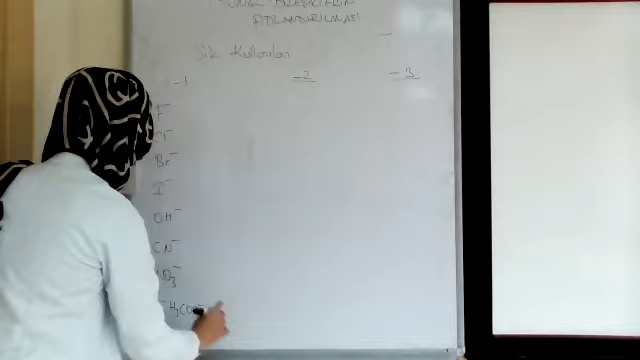 ADLANDIRILMASI
Sık Kullanılan
-1 -2 -3
F⁻
Cl⁻
Br⁻
I⁻
OH⁻
CN⁻
NO₃⁻
H₃COO⁻